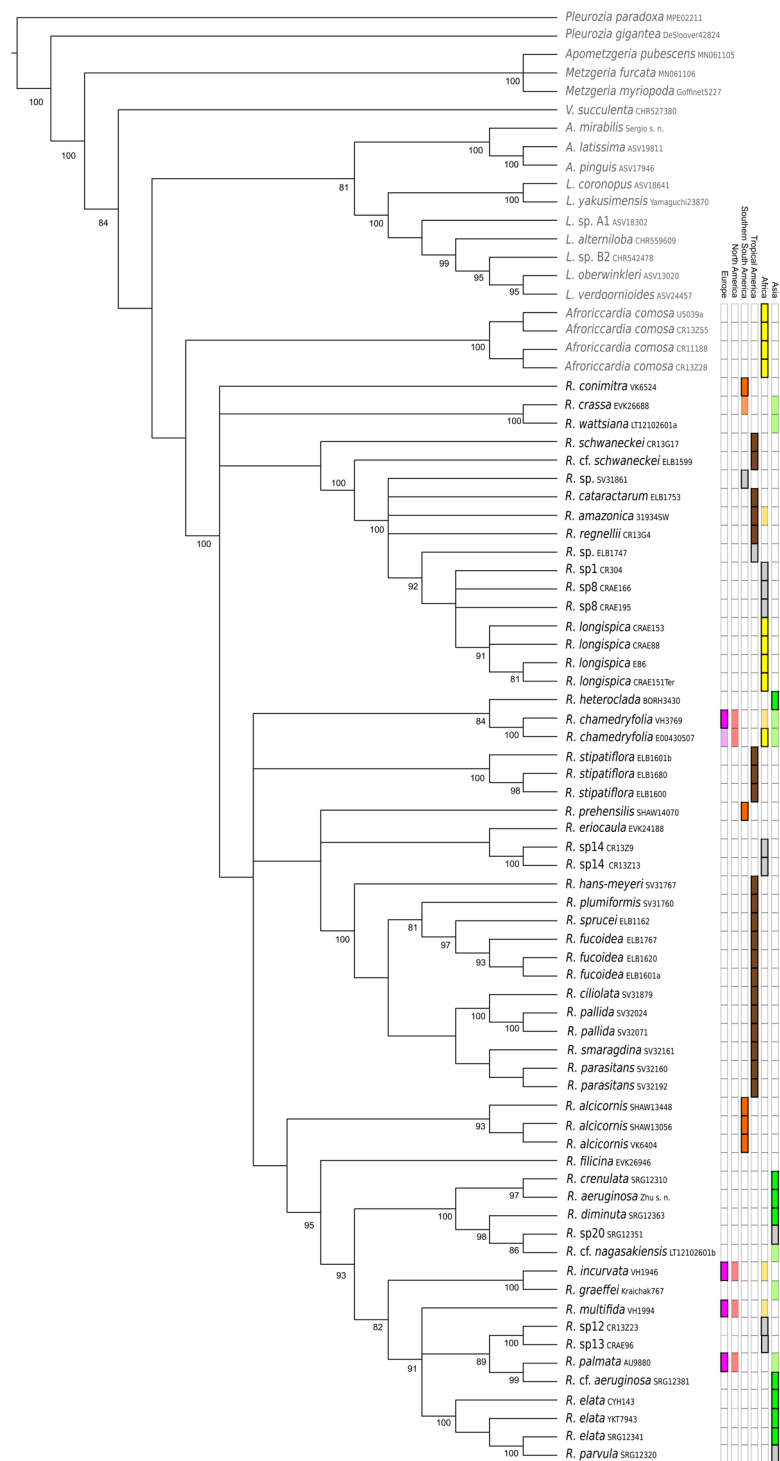 Pleurozia paradoxa MPE02211
Pleurozia gigantea DeSloover42824
Apometzgeria pubescens MN061105
Metzgeria furcata MN061106
100
Metzgeria myriopoda Goffinet5227
100
V. succulenta CHR527380
A. mirabilis Sergio s. n.
100
A. latissima ASV19811
100
100
A. pinguis ASV17946
81
L. coronopus ASV18641
100
L. yakusimensis Yamaguchi23870
84
100
L. sp. A1 ASV18302
L. alterniloba CHR559609
99
L. sp. B2 CHR542478
95
L. oberwinkleri ASV13020
95
L. verdoornioides ASV24457
Europe
North America
Southern South America
Tropical America
Africa
Asia
Afroriccardia comosa U5039a
Afroriccardia comosa CR13Z55
100
Afroriccardia comosa CR11188
Afroriccardia comosa CR13Z28
R. conimitra VK6524
R. crassa EVK26688
100
R. wattsiana LT12102601a
R. schwaneckei CR13G17
R. cf. schwaneckei ELB1599
100
R. sp. SV31861
R. cataractarum ELB1753
R. amazonica 31934SW
100
R. regnellii CR13G4
100
R. sp. ELB1747
R. sp1 CR304
92
R. sp8 CRAE166
R. sp8 CRAE195
R. longispica CRAE153
R. longispica CRAE88
91
R. longispica EB6
81
R. longispica CRAE151Ter
R. heteroclada BORH3430
84
R. chamedryfolia VH3769
100
R. chamedryfolia E00430507
R. stipatiflora ELB1601b
100
R. stipatiflora ELB1680
98
R. stipatiflora ELB1600
R. prehensilis SHAW14070
R. eriocaula EVK24188
R. sp14 CR13Z9
100
R. sp14 CR13Z13
R. hans-meyeri SV31767
R. plumiformis SV31760
81
R. sprucei ELB1162
100
97
R. fucoidea ELB1767
93
R. fucoidea ELB1620
R. fucoidea ELB1601a
R. ciliolata SV31879
100
R. pallida SV32024
100
R. pallida SV32071
R. smaragdina SV32161
R. parasitans SV32160
R. parasitans SV32192
R. alcicornis SHAW13448
93
R. alcicornis SHAW13056
R. alcicornis VK6404
R. filicina EVK26946
R. crenulata SRG12310
97
R. aeruginosa Zhu s. n.
95
100
R. diminuta SRG12363
98
R. sp20 SRG12351
86
R. cf. nagasakiensis LT12102601b
93
R. incurvata VH1946
100
R. graeffei Kraichak767
R. multifida VH1994
82
R. sp12 CR13Z23
100
R. sp13 CRAE96
91
89
R. palmata AU9880
99
R. cf. aeruginosa SRG12381
R. elata CYH143
100
R. elata YKT7943
R. elata SRG12341
100
R. parvula SRG12320